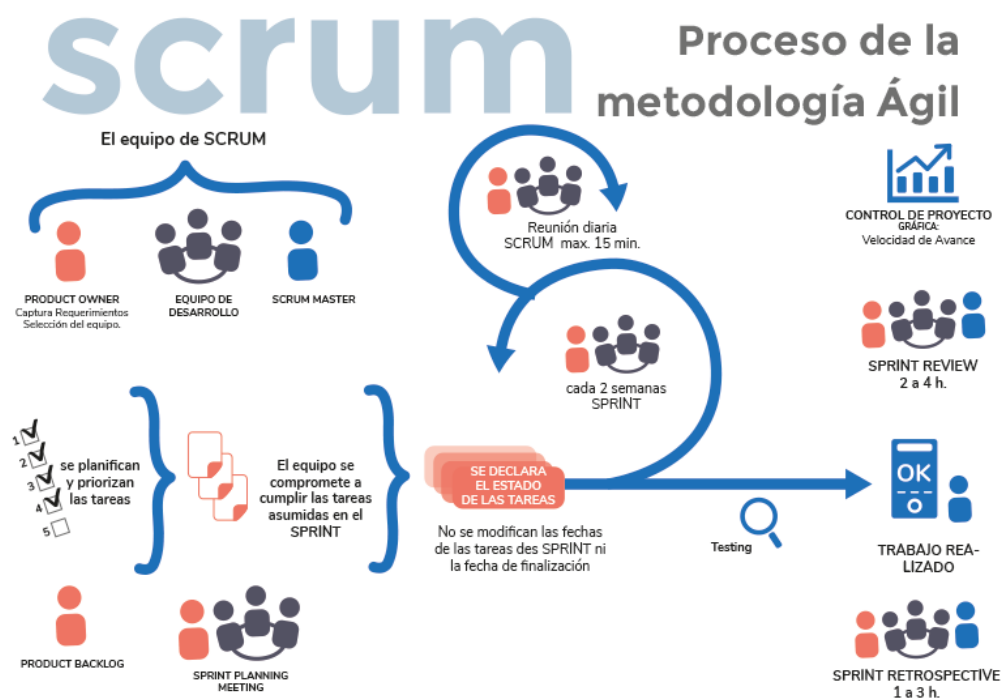 scrum
Proceso de la
metodología Ágil
El equipo de SCRUM
PRODUCT OWNER
Captura Requerimientos
Selección del equipo.
EQUIPO DE
DESARROLLO
SCRUM MASTER
Reunión diaria
SCRUM max. 15 min.
CONTROL DE PROYECTO
GRÁFICA:
Velocidad de Avance
cada 2 semanas
SPRINT
SPRINT REVIEW
2 a 4 h.
1
2
3
4
5
se planifican
y priorizan
las tareas
El equipo se
compromete a
cumplir las tareas
asumidas en el
SPRINT
SE DECLARA
EL ESTADO
DE LAS TAREAS
No se modifican las fechas
de las tareas des SPRINT ni
la fecha de finalización
Testing
OK
TRABAJO REA-
LIZADO
PRODUCT BACKLOG
SPRINT PLANNING
MEETING
SPRINT RETROSPECTIVE
1 a 3 h.